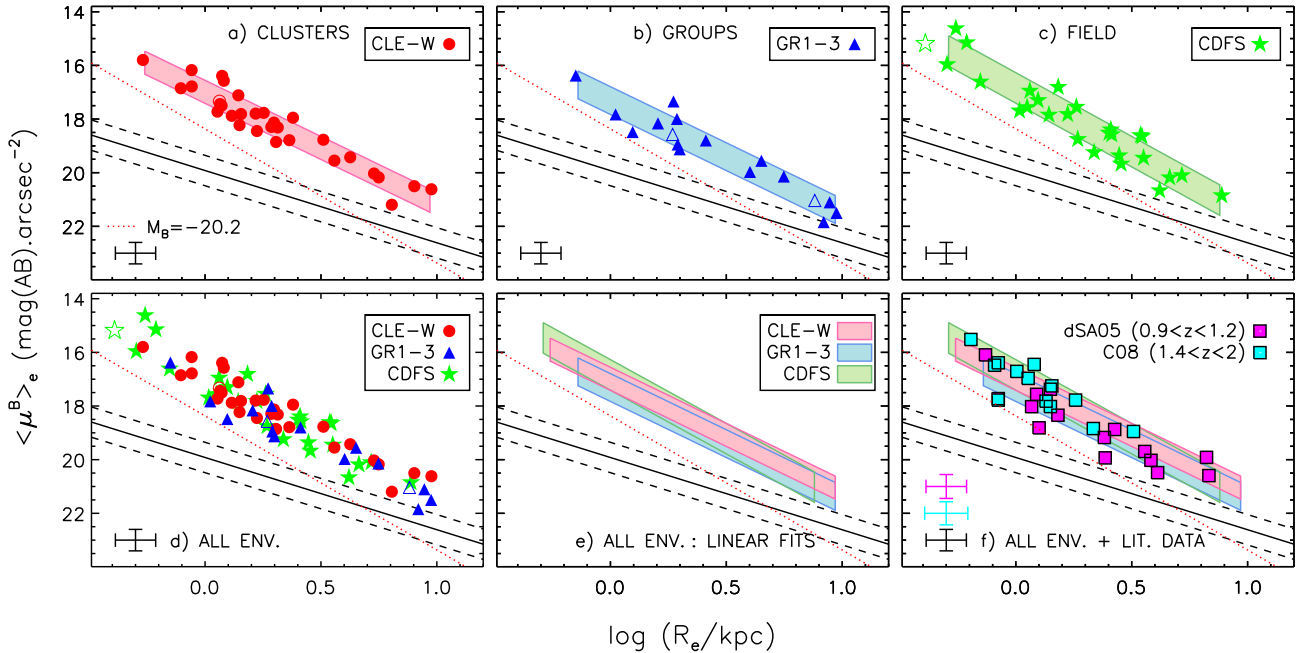 a) CLUSTERS
CLE-W
b) GROUPS
GR1-3
c) FIELD
CDFS
14
16
18
20
22
M_B=-20.2
<μ^B>_e (mag(AB).arcsec^-2)
14
16
18
20
22
CLE-W
GR1-3
CDFS
d) ALL ENV.
CLE-W
GR1-3
CDFS
e) ALL ENV.: LINEAR FITS
dSA05 (0.9<z<1.2)
C08 (1.4<z<2)
f) ALL ENV. + LIT. DATA
0.0 0.5 1.0
0.0 0.5 1.0
0.0 0.5 1.0
log (R_e/kpc)